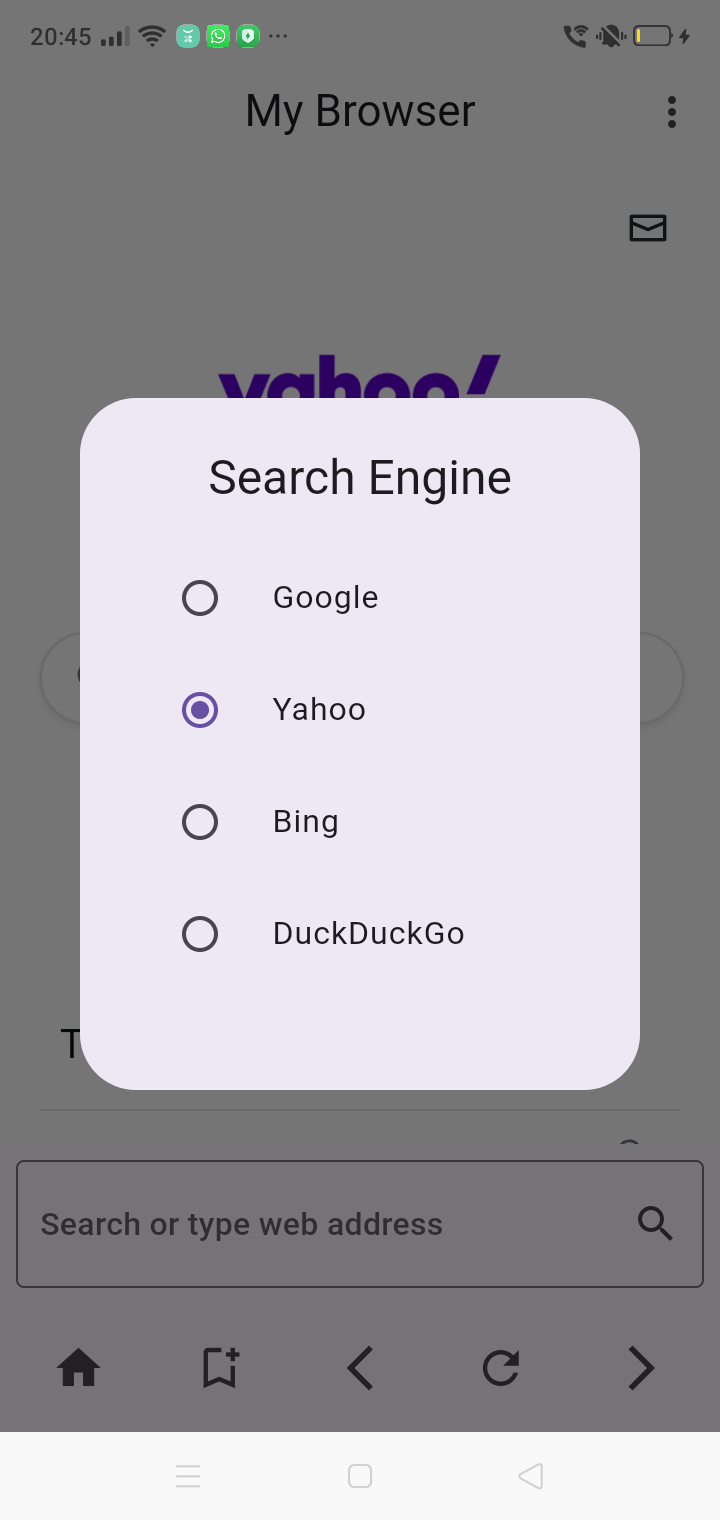 20:45
My Browser
yahoo!
Search Engine
Google
Yahoo
Bing
DuckDuckGo
T
Search or type web address